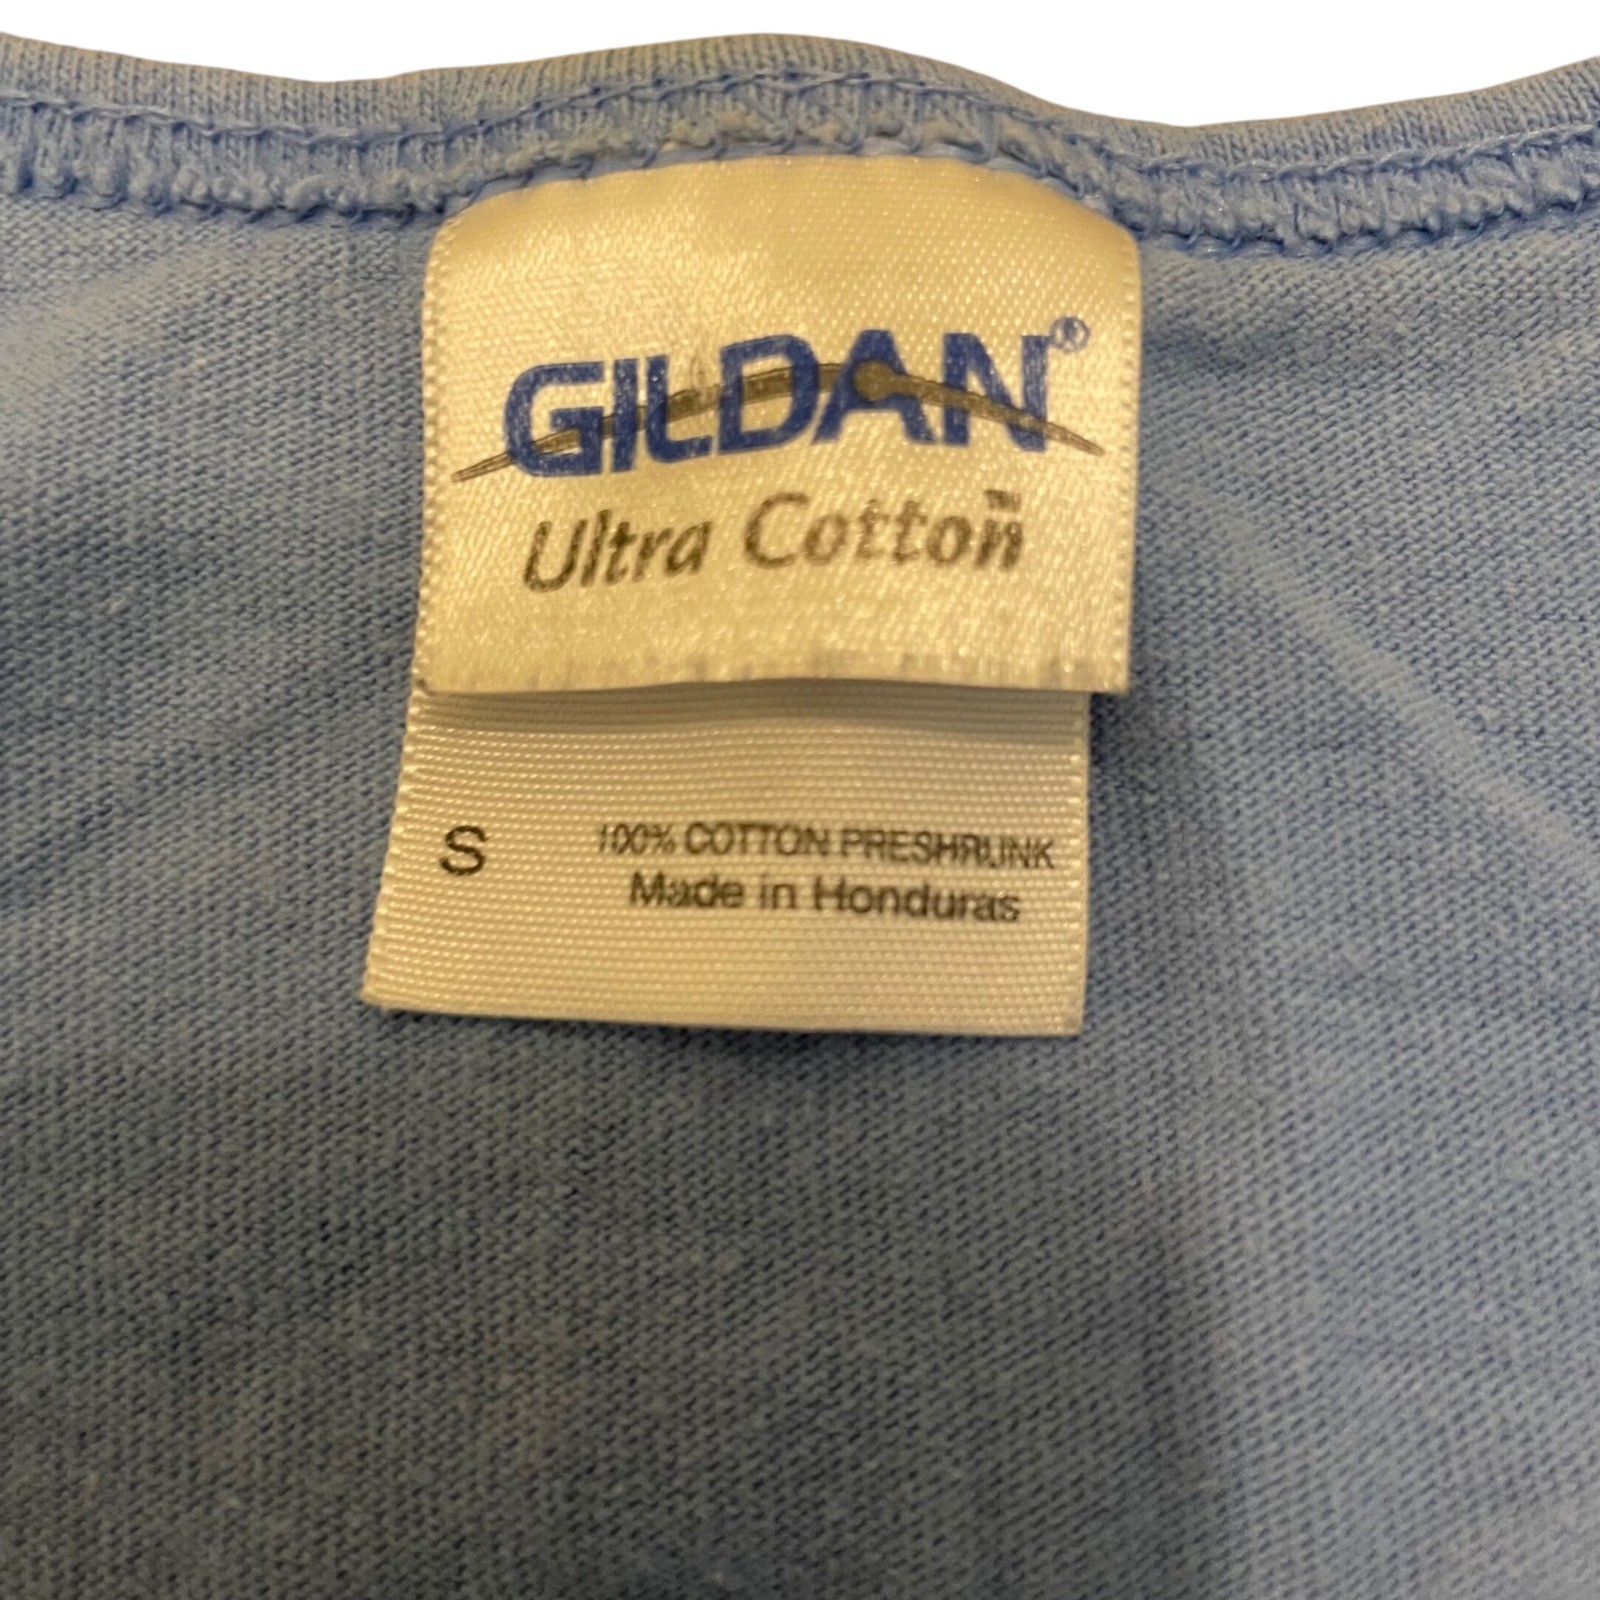 GILDAN®
Ultra Cotton™
S
100% COTTON PRESHRUNK
Made in Honduras